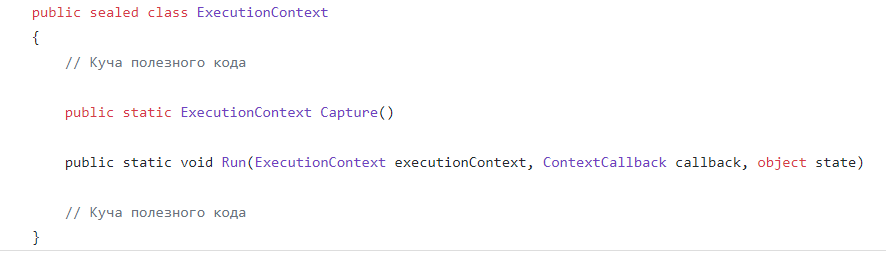 public sealed class ExecutionContext
{
// Куча полезного кода
public static ExecutionContext Capture()
public static void Run(ExecutionContext executionContext, ContextCallback callback, object state)
// Куча полезного кода
}